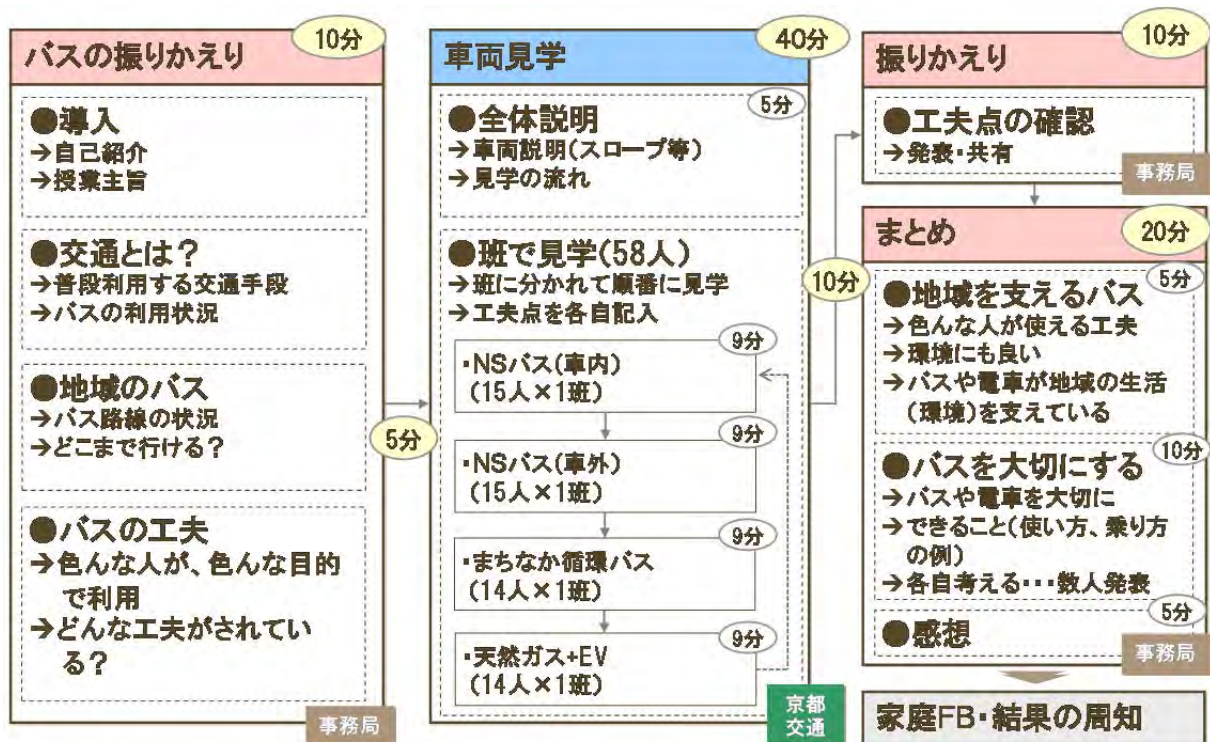 バスの振りかえり
10分
●導入
→自己紹介
→授業主旨
●交通とは？
→普段利用する交通手段
→バスの利用状況
●地域のバス
→バス路線の状況
→どこまで行ける？
●バスの工夫
→色んな人が、色んな目的
で利用
→どんな工夫がされてい
る？
事務局
5分
車両見学
40分
●全体説明
5分
→車両説明(スロープ等)
→見学の流れ
●班で見学(58人)
→班に分かれて順番に見学
→工夫点を各自記入
9分
・NSバス(車内)
(15人×1班)
9分
・NSバス(車外)
(15人×1班)
9分
・まちなか循環バス
(14人×1班)
9分
・天然ガス+EV
(14人×1班)
京都
交通
10分
振りかえり
10分
●工夫点の確認
→発表・共有
事務局
まとめ
20分
●地域を支えるバス
5分
→色んな人が使える工夫
→環境にも良い
→バスや電車が地域の生活
(環境)を支えている
●バスを大切にする
10分
→バスや電車を大切に
→できること(使い方、乗り方
の例)
→各自考える・・・数人発表
●感想
5分
事務局
家庭FB・結果の周知